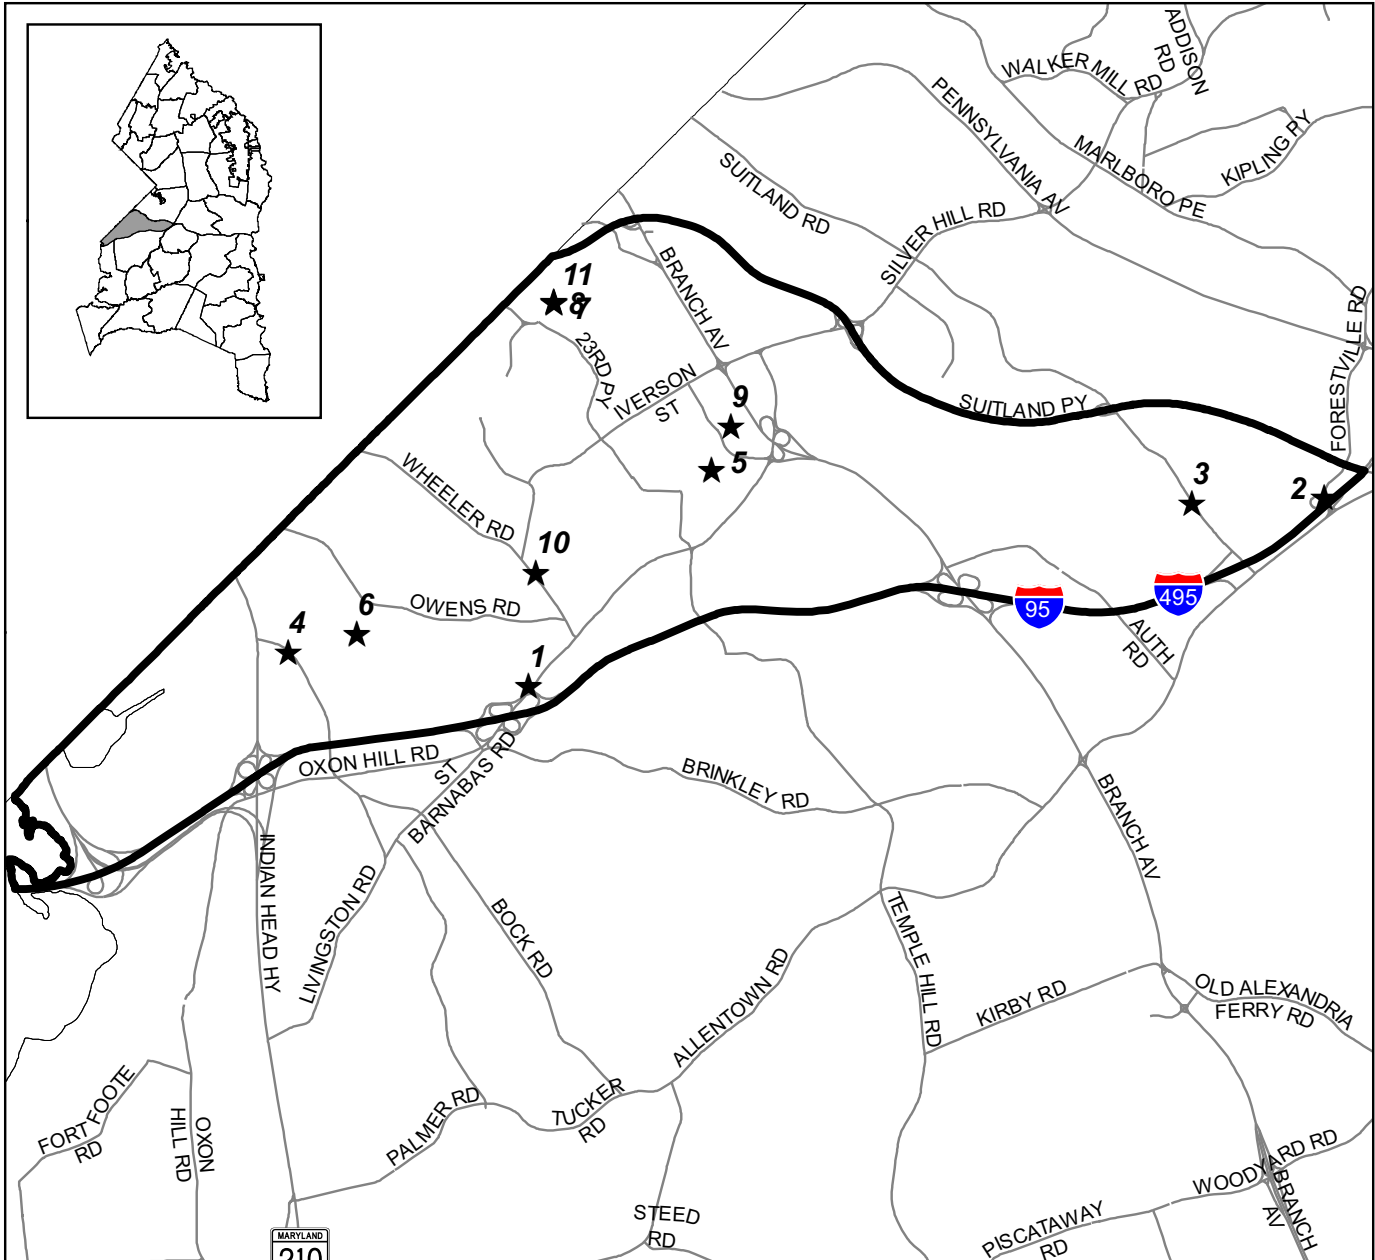 ADDISON
RD
WALKER MILL RD
PENNSYLVANIA AV
MARLBORO PE
KIPLING PY
SUITLAND RD
SILVER HILL RD
BRANCH AV
11
8
7
23RD PY
IVERSON
ST
9
5
SUITLAND PY
FORESTVILLE RD
3
2
WHEELER RD
10
OWENS RD
6
4
1
95
495
AUTH
RD
OXON HILL RD
ST
BARNABAS RD
BRINKLEY RD
BRANCH AV
INDIAN HEAD HY
LIVINGSTON RD
BOCK RD
TEMPLE HILL RD
ALLENTOWN RD
KIRBY RD
OLD ALEXANDRIA
FERRY RD
FORT FOOTE
RD
OXON
HILL RD
PALMER RD
TUCKER
RD
WOODYARD RD
BRANCH
AV
STEED
RD
PISCATAWAY
RD
MARYLAND
210